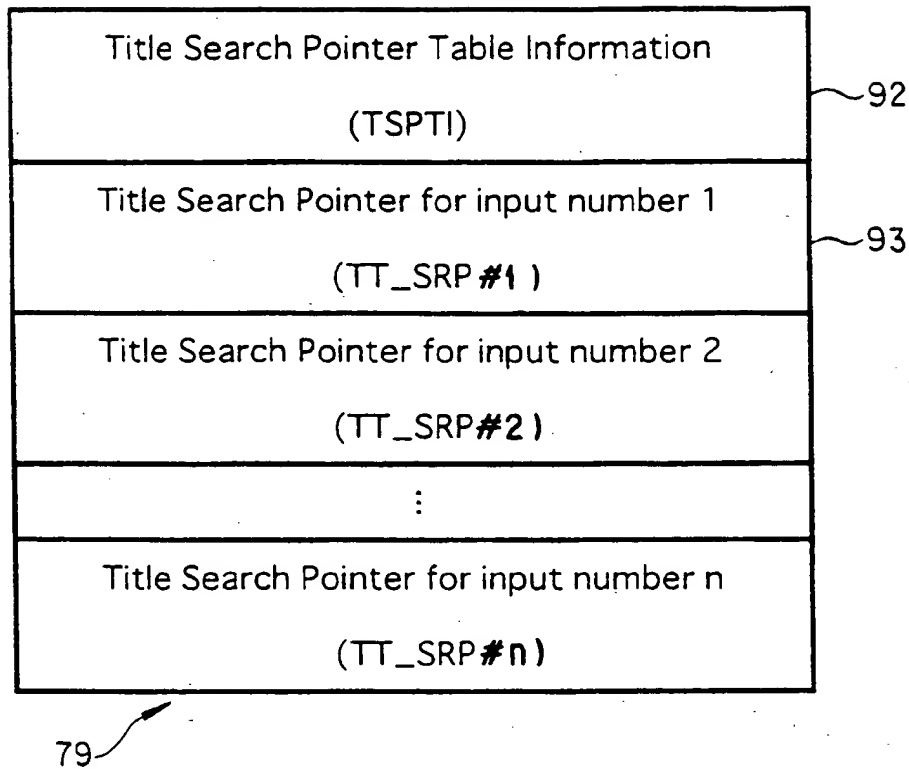 Title Search Pointer Table Information
(TSPTI)
92
Title Search Pointer for input number 1
(TT_SRP#1)
93
Title Search Pointer for input number 2
(TT_SRP#2)
⋮
Title Search Pointer for input number n
(TT_SRP#n)
79